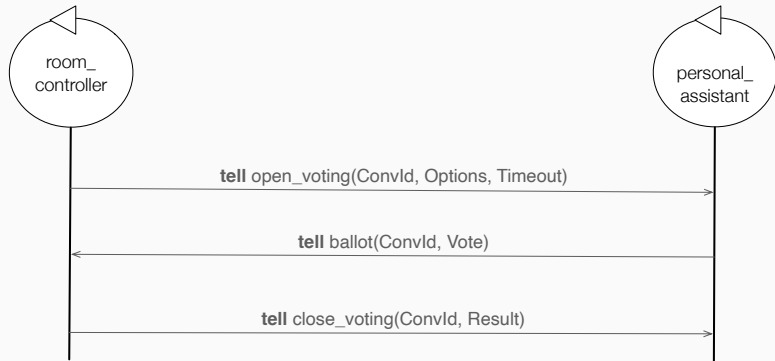 room_
controller
personal_
assistant
tell open_voting(ConvId, Options, Timeout)
tell ballot(ConvId, Vote)
tell close_voting(ConvId, Result)